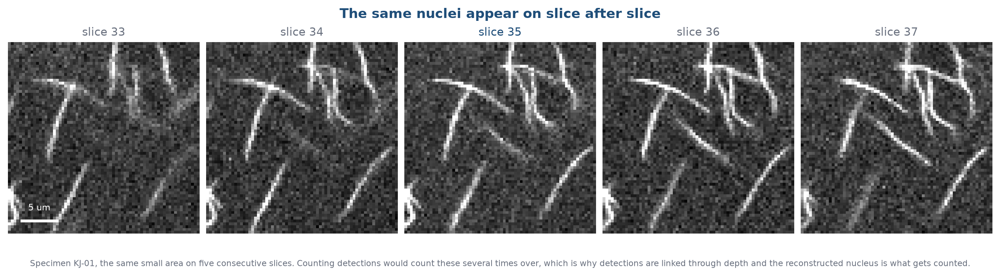 The same nuclei appear on slice after slice
slice 33
slice 34
slice 35
slice 36
slice 37
5 um
Specimen KJ-01, the same small area on five consecutive slices. Counting detections would count these several times over, which is why detections are linked through depth and the reconstructed nucleus is what gets counted.